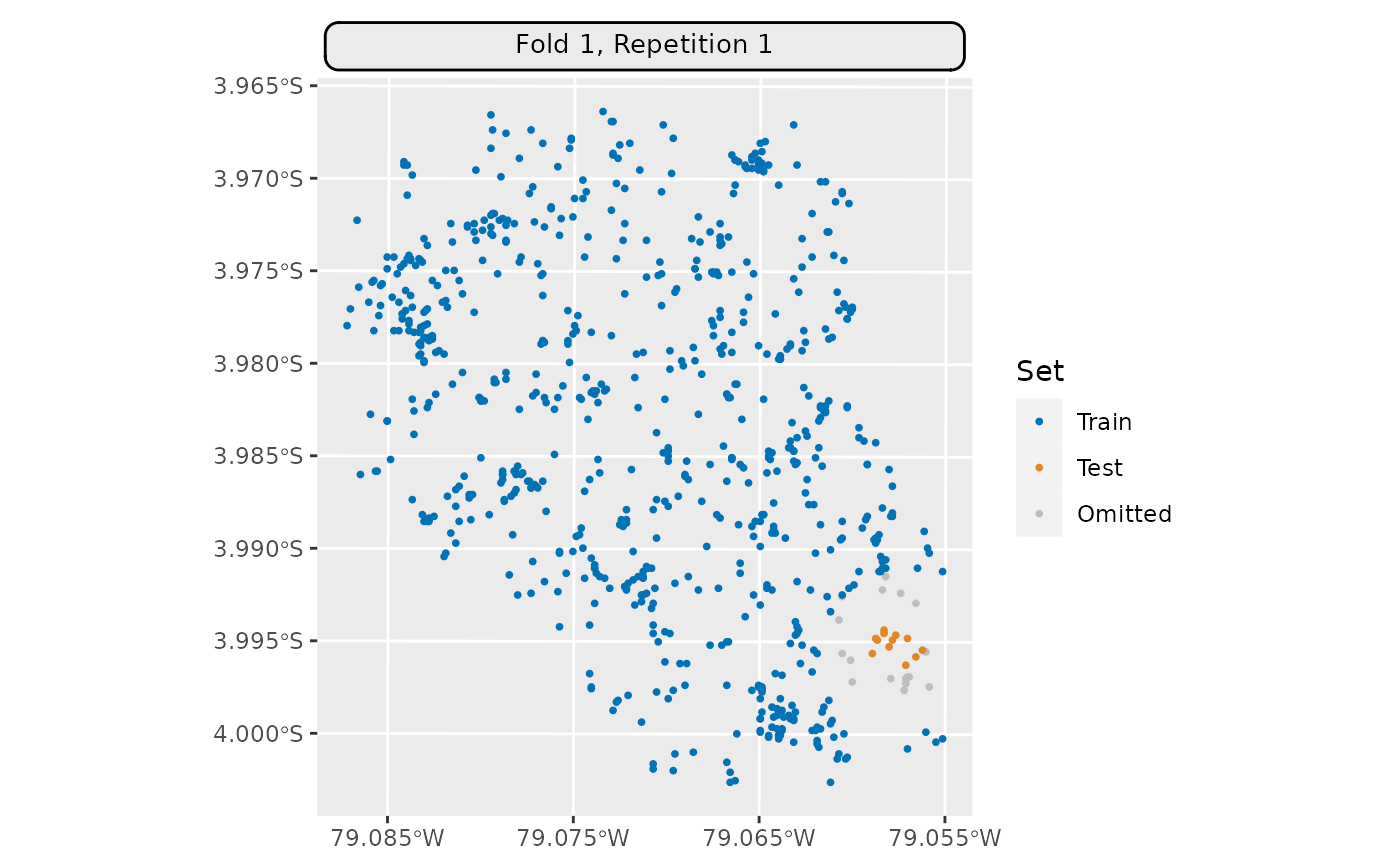 Fold 1, Repetition 1
3.965°S
3.970°S
3.975°S
3.980°S
3.985°S
3.990°S
3.995°S
4.000°S
79.085°W 79.075°W 79.065°W 79.055°W
Set
Train
Test
Omitted